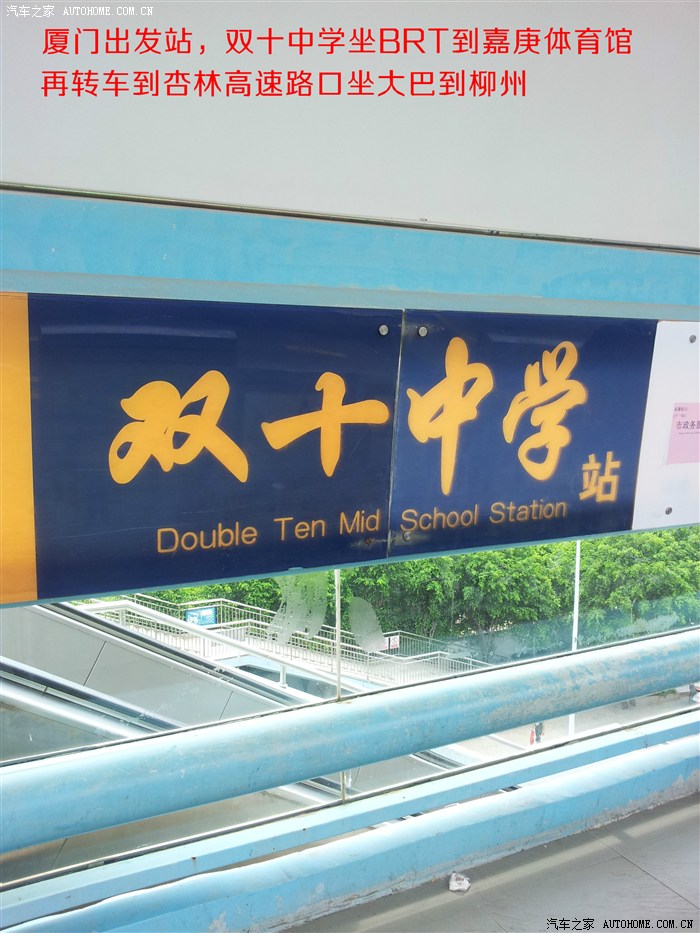 汽车之家 AUTOHOME.COM.CN
厦门出发站，双十中学坐BRT到嘉庚体育馆
再转车到杏林高速路口坐大巴到柳州
双十中学站
Double Ten Mid School Station
市政务
汽车之家 AUTOHOME.COM.CN